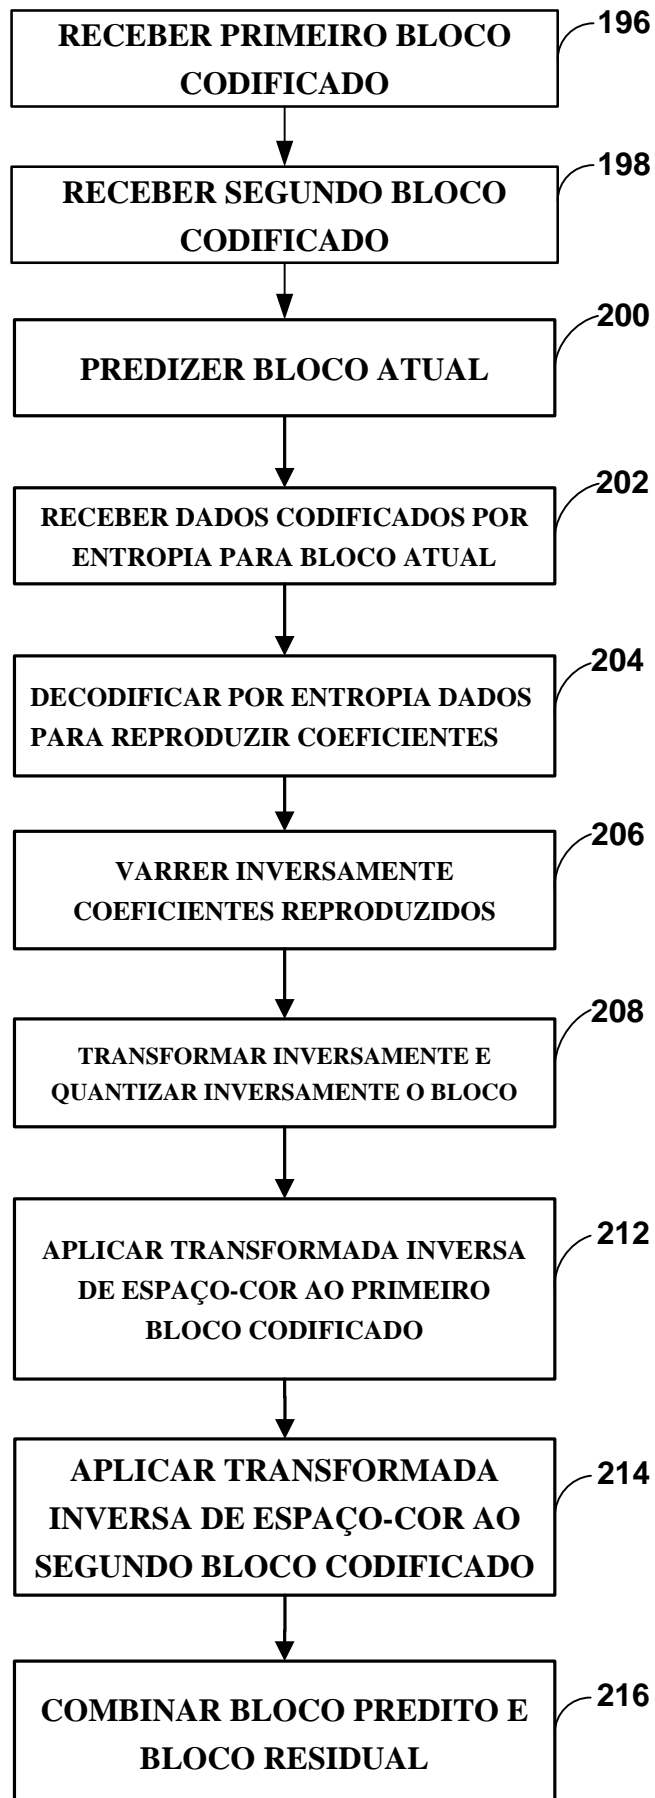 RECEBER PRIMEIRO BLOCO
CODIFICADO
196
RECEBER SEGUNDO BLOCO
CODIFICADO
198
PREDIZER BLOCO ATUAL
200
RECEBER DADOS CODIFICADOS POR
ENTROPIA PARA BLOCO ATUAL
202
DECODIFICAR POR ENTROPIA DADOS
PARA REPRODUZIR COEFICIENTES
204
VARRER INVERSAMENTE
COEFICIENTES REPRODUZIDOS
206
TRANSFORMAR INVERSAMENTE E
QUANTIZAR INVERSAMENTE O BLOCO
208
APLICAR TRANSFORMADA INVERSA
DE ESPAÇO-COR AO PRIMEIRO
BLOCO CODIFICADO
212
APLICAR TRANSFORMADA
INVERSA DE ESPAÇO-COR AO
SEGUNDO BLOCO CODIFICADO
214
COMBINAR BLOCO PREDITO E
BLOCO RESIDUAL
216